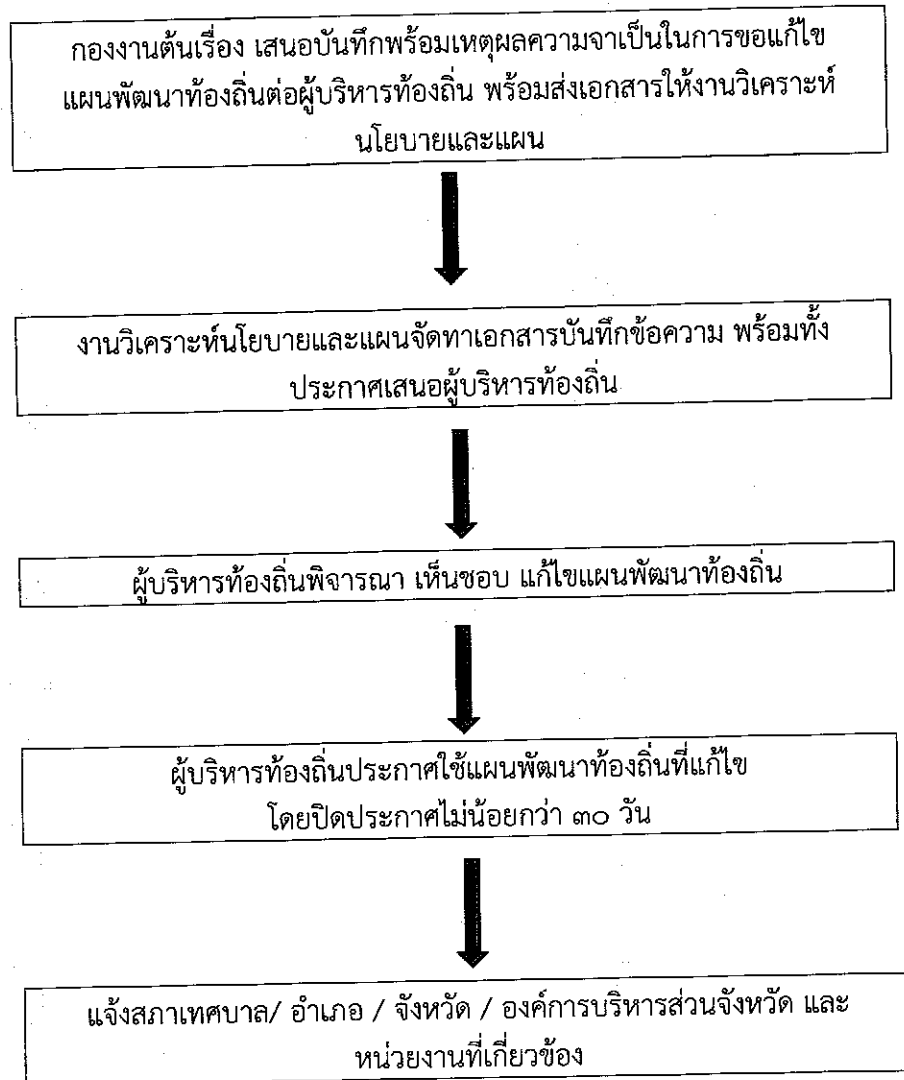 กองงานต้นเรื่อง เสนอบันทึกพร้อมเหตุผลความจาเป็นในการขอแก้ไข
แผนพัฒนาท้องถิ่นต่อผู้บริหารท้องถิ่น พร้อมส่งเอกสารให้งานวิเคราะห์
นโยบายและแผน
งานวิเคราะห์นโยบายและแผนจัดทาเอกสารบันทึกข้อความ พร้อมทั้ง
ประกาศเสนอผู้บริหารท้องถิ่น
ผู้บริหารท้องถิ่นพิจารณา เห็นชอบ แก้ไขแผนพัฒนาท้องถิ่น
ผู้บริหารท้องถิ่นประกาศใช้แผนพัฒนาท้องถิ่นที่แก้ไข
โดยปิดประกาศไม่น้อยกว่า ๓๐ วัน
แจ้งสภาเทศบาล/ อำเภอ / จังหวัด / องค์การบริหารส่วนจังหวัด และ
หน่วยงานที่เกี่ยวข้อง